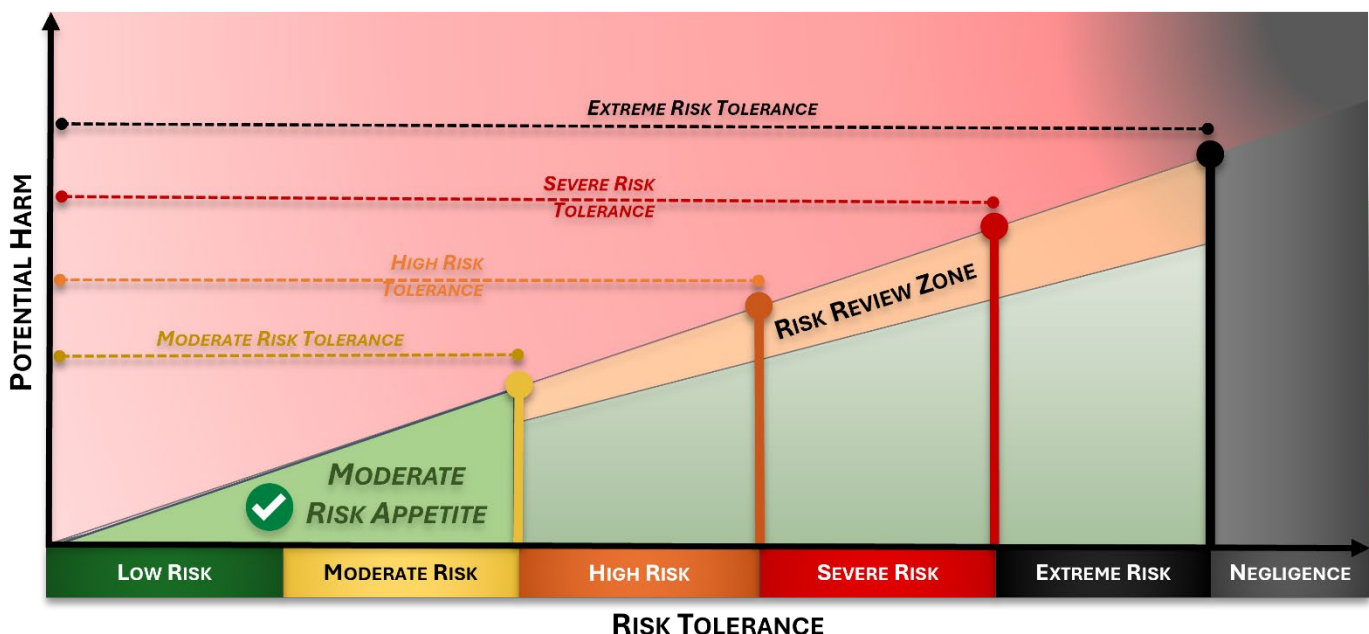 EXTREME RISK TOLERANCE
SEVERE RISK
TOLERANCE
HIGH RISK
TOLERANCE
MODERATE RISK TOLERANCE
POTENTIAL HARM
RISK REVIEW ZONE
MODERATE
RISK APPETITE
LOW RISK
MODERATE RISK
HIGH RISK
SEVERE RISK
EXTREME RISK
NEGLIGENCE
RISK TOLERANCE